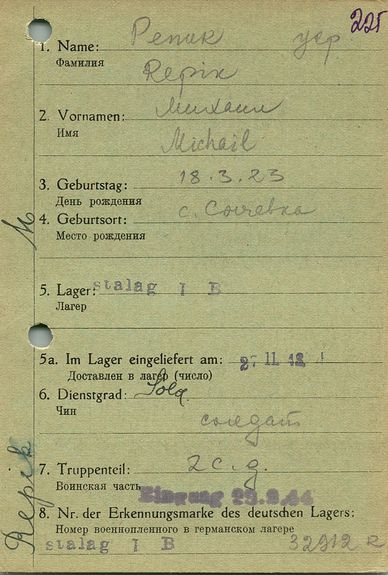 225
1. Name: Репик укр
Фамилия
Repik
2. Vornamen: Михаил
Имя
Michail
3. Geburtstag: 18.3.23
День рождения
4. Geburtsort: с.
Место рождения
М
5. Lager: stalag I B
Лагер
5a. Im Lager eingeliefert am: 27 11 42
Доставлен в лагер (число)
6. Dienstgrad: Sold.
Чин
солдат
7. Truppenteil: 2 с.д.
Воинская часть
Eingang 29.2.44
8. Nr. der Erkennungsmarke des deutschen Lagers:
Номер военнопленного в германском лагере
stalag I B 32912 R
Repik